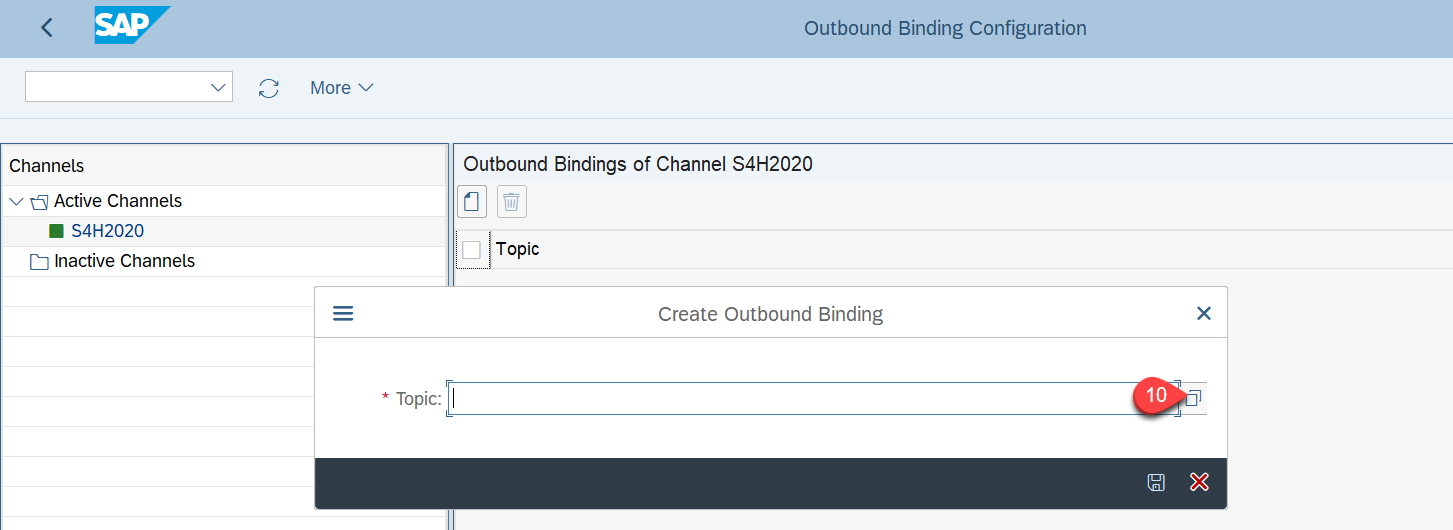 SAP
Outbound Binding Configuration
More
Channels
Active Channels
S4H2020
Inactive Channels
Outbound Bindings of Channel S4H2020
Topic
Create Outbound Binding
* Topic:
10